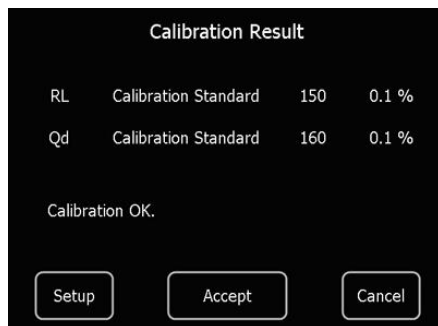 Calibration Result
RL Calibration Standard 150 0.1 %
Qd Calibration Standard 160 0.1 %
Calibration OK.
Setup Accept Cancel